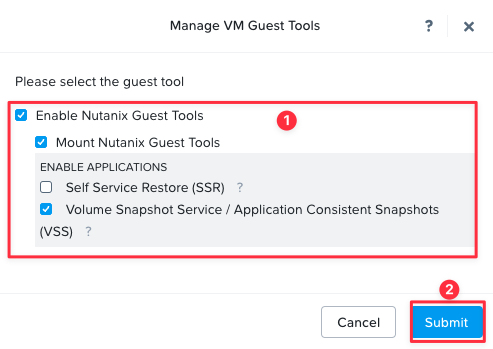 Manage VM Guest Tools ? ×
Please select the guest tool
Enable Nutanix Guest Tools
1
Mount Nutanix Guest Tools
ENABLE APPLICATIONS
Self Service Restore (SSR) ?
Volume Snapshot Service / Application Consistent Snapshots
(VSS) ?
2
Cancel Submit